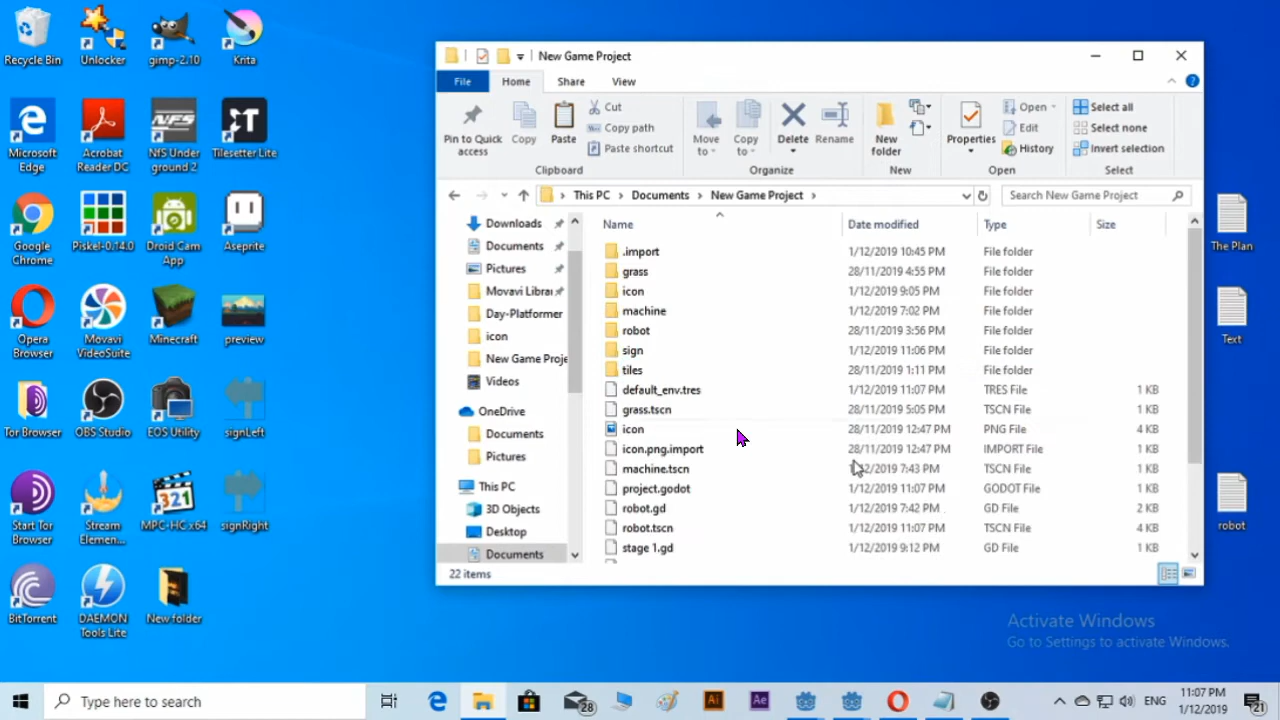 Recycle Bin
Unlocker
gimp-2.10
Krita
Microsoft
Edge
Acrobat
Reader DC
NfS Under
ground 2
Tilesetter Lite
Google
Chrome
Piskel-0.14.0
Droid Cam
App
Aseprite
Opera
Browser
Movavi
VideoSuite
Minecraft
preview
Tor Browser
OBS Studio
EOS Utility
signLeft
Start Tor
Browser
Stream
Elemen...
MPC-HC x64
signRight
BitTorrent
DAEMON
Tools Lite
New folder
New Game Project
File
Home
Share
View
Pin to Quick
access
Copy
Paste
Cut
Copy path
Paste shortcut
Clipboard
Move
to
Copy
to
Delete
Rename
Organize
New
folder
New
Properties
Open
Edit
History
Open
Select all
Select none
Invert selection
Select
This PC > Documents > New Game Project >
Search New Game Project
Downloads
Documents
Pictures
Movavi Librar
Day-Platformer
icon
New Game Proje
Videos
OneDrive
Documents
Pictures
This PC
3D Objects
Desktop
Documents
Name Date modified Type Size
.import 1/12/2019 10:45 PM File folder
grass 28/11/2019 4:55 PM File folder
icon 1/12/2019 9:05 PM File folder
machine 1/12/2019 7:02 PM File folder
robot 28/11/2019 3:56 PM File folder
sign 1/12/2019 11:06 PM File folder
tiles 28/11/2019 1:11 PM File folder
default_env.tres 1/12/2019 11:07 PM TRES File 1 KB
grass.tscn 28/11/2019 5:05 PM TSCN File 1 KB
icon 28/11/2019 12:47 PM PNG File 4 KB
icon.png.import 28/11/2019 12:47 PM IMPORT File 1 KB
machine.tscn 1/12/2019 7:43 PM TSCN File 1 KB
project.godot 1/12/2019 11:07 PM GODOT File 1 KB
robot.gd 1/12/2019 7:42 PM GD File 2 KB
robot.tscn 1/12/2019 11:07 PM TSCN File 4 KB
stage 1.gd 1/12/2019 9:12 PM GD File 1 KB
22 items
The Plan
Text
robot
Activate Windows
Go to Settings to activate Windows.
Type here to search
28
Ai
Ae
ENG
11:07 PM
1/12/2019
21